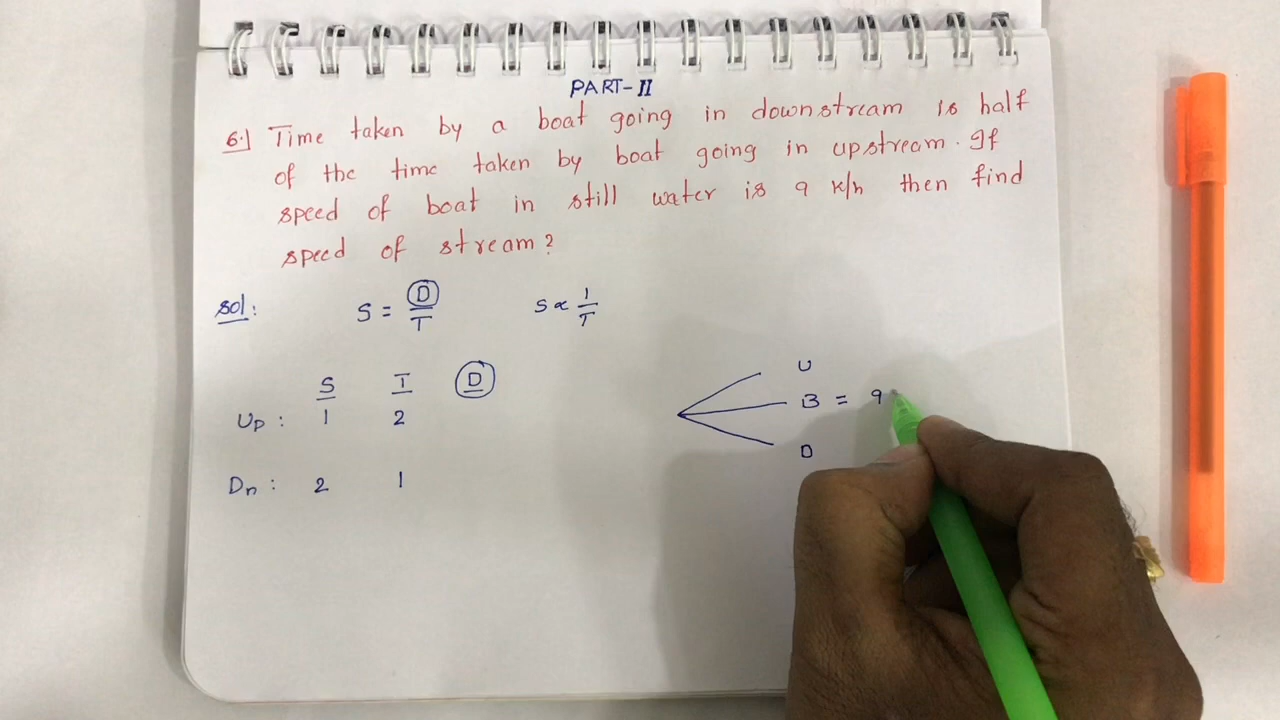 PART-II
6.) Time taken by a boat going in downstream is half
of the time taken by boat going in upstream. If
speed of boat in still water is 9 k/h then find
speed of stream?
Sol: S = D/T S ∝ 1/T
S T D
Up: 1 2
Dn: 2 1
U
B = 9
D